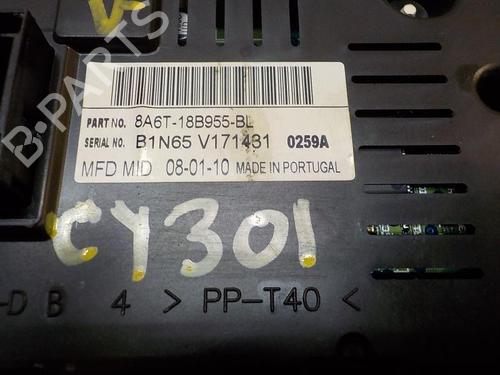 PART NO. 8A6T-18B955-BL
SERIAL NO. B1N65 V171431 0259A
MFD MID 08-01-10 MADE IN PORTUGAL
CY301
-D B 4 > PP-T40 <
B-PARTS